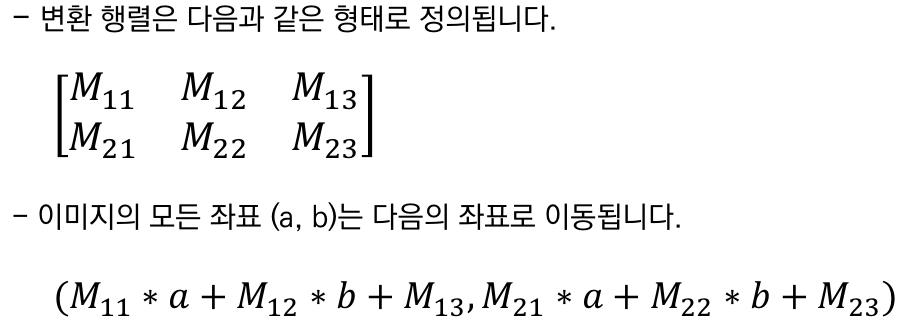 – 변환 행렬은 다음과 같은 형태로 정의됩니다.
[M₁₁ M₁₂ M₁₃]
[M₂₁ M₂₂ M₂₃]
– 이미지의 모든 좌표 (a, b)는 다음의 좌표로 이동됩니다.
(M₁₁ ∗ a + M₁₂ ∗ b + M₁₃, M₂₁ ∗ a + M₂₂ ∗ b + M₂₃)